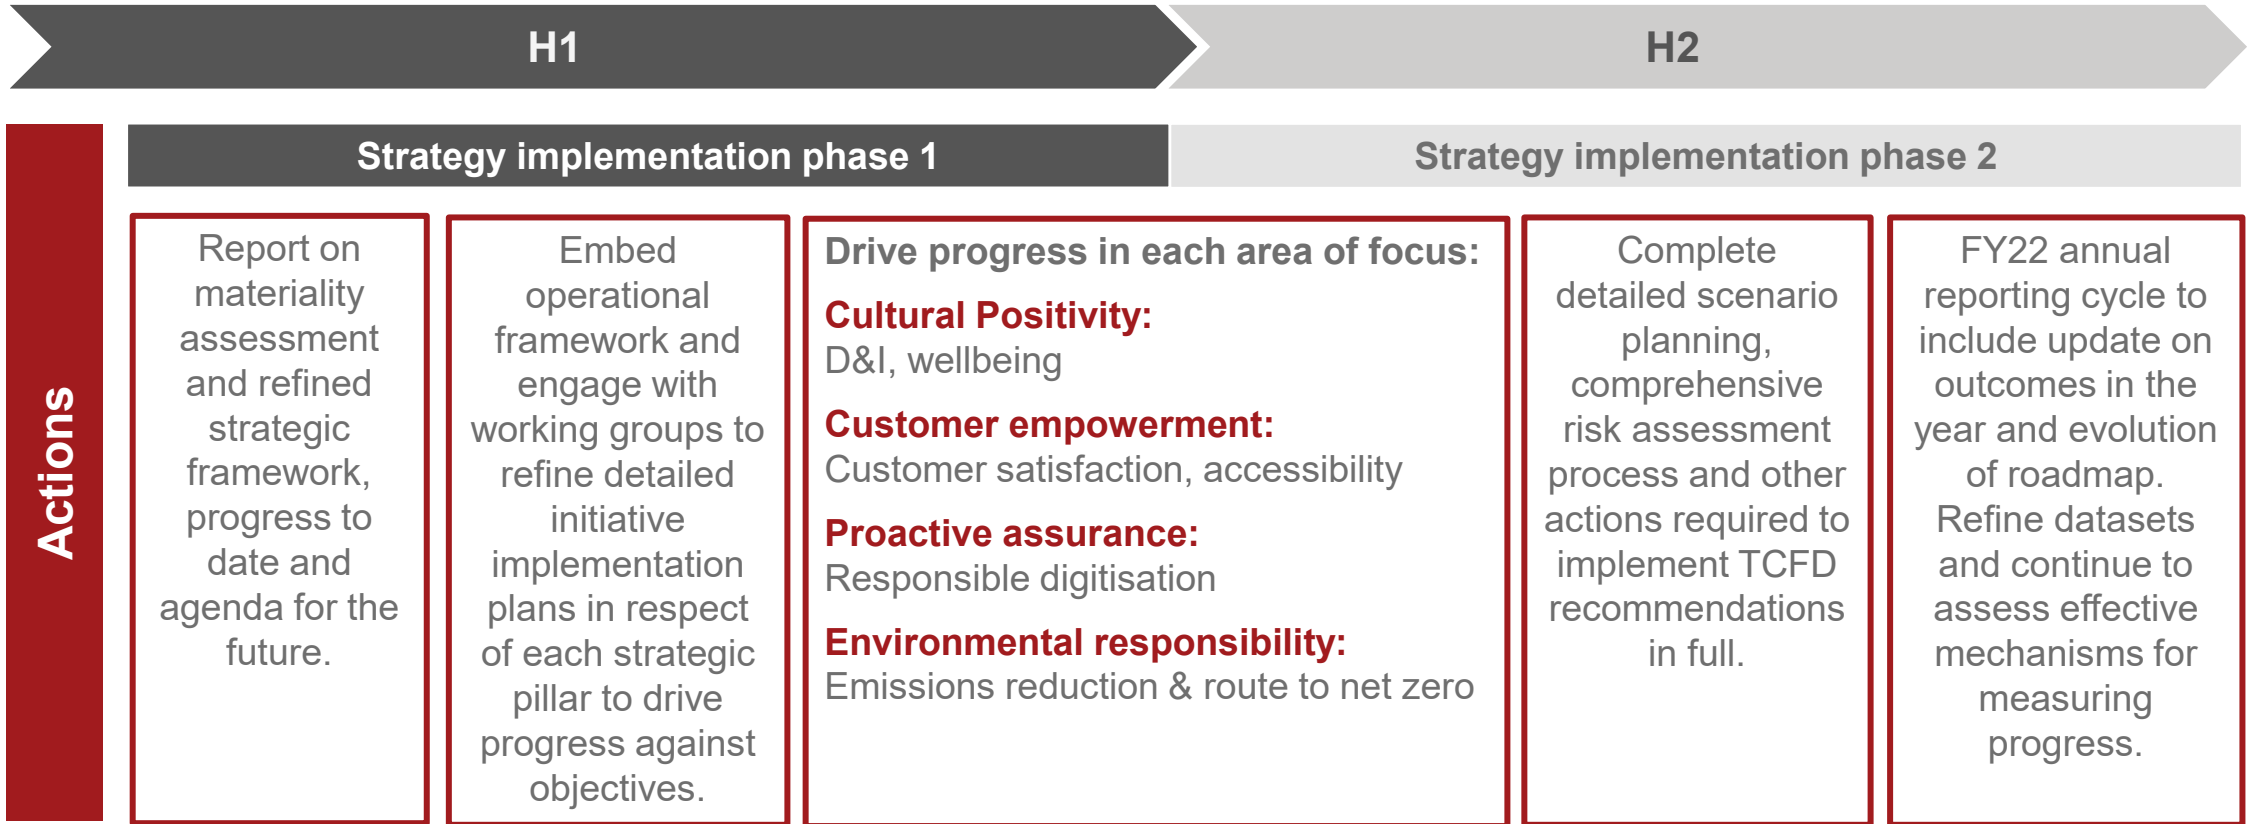 H1
H2
Actions
Strategy implementation phase 1
Strategy implementation phase 2
Report on
materiality
assessment
and refined
strategic
framework,
progress to
date and
agenda for the
future.
Embed
operational
framework and
engage with
working groups to
refine detailed
initiative
implementation
plans in respect
of each strategic
pillar to drive
progress against
objectives.
Drive progress in each area of focus:
Cultural Positivity:
D&I, wellbeing
Customer empowerment:
Customer satisfaction, accessibility
Proactive assurance:
Responsible digitisation
Environmental responsibility:
Emissions reduction & route to net zero
Complete
detailed scenario
planning,
comprehensive
risk assessment
process and other
actions required to
implement TCFD
recommendations
in full.
FY22 annual
reporting cycle to
include update on
outcomes in the
year and evolution
of roadmap.
Refine datasets
and continue to
assess effective
mechanisms for
measuring
progress.